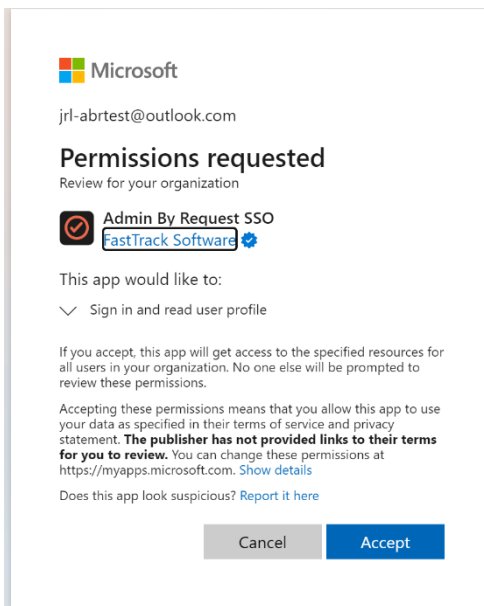 Microsoft
jrl-abrtest@outlook.com
Permissions requested
Review for your organization
Admin By Request SSO
FastTrack Software
This app would like to:
Sign in and read user profile
If you accept, this app will get access to the specified resources for
all users in your organization. No one else will be prompted to
review these permissions.
Accepting these permissions means that you allow this app to use
your data as specified in their terms of service and privacy
statement. The publisher has not provided links to their terms
for you to review. You can change these permissions at
https://myapps.microsoft.com. Show details
Does this app look suspicious? Report it here
Cancel Accept